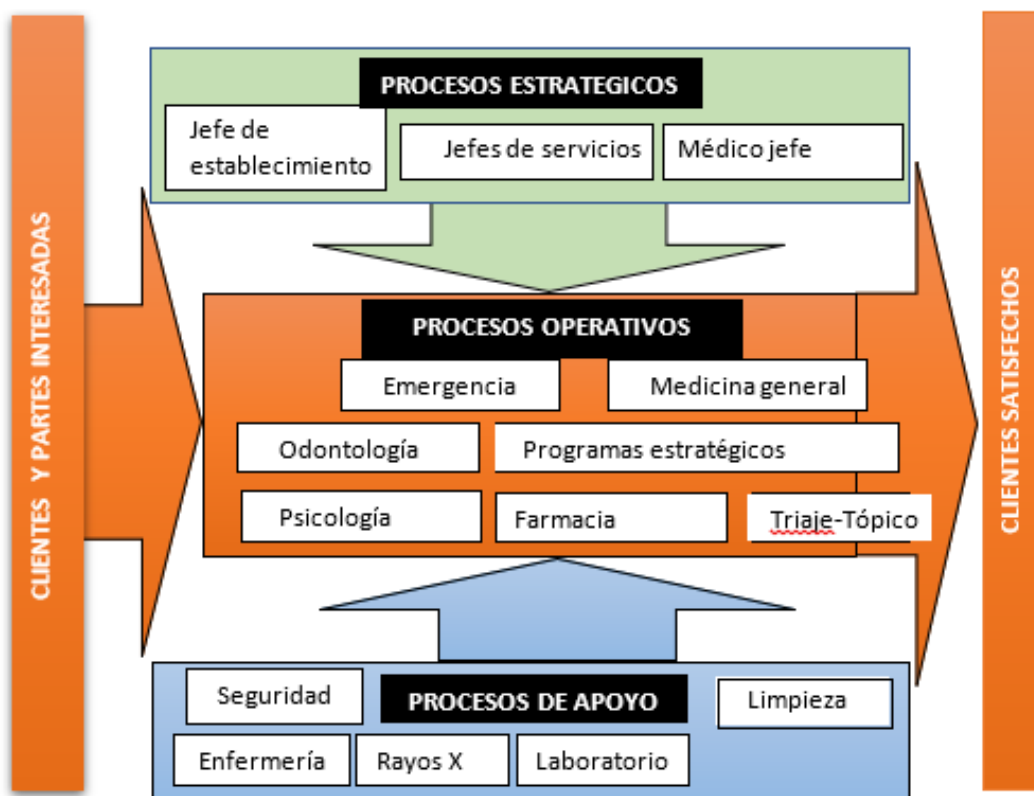 CLIENTES Y PARTES INTERESADAS
PROCESOS ESTRATEGICOS
Jefe de
establecimiento
Jefes de servicios
Médico jefe
PROCESOS OPERATIVOS
Emergencia
Medicina general
Odontología
Programas estratégicos
Psicología
Farmacia
Triaje-Tópico
Seguridad
PROCESOS DE APOYO
Limpieza
Enfermería
Rayos X
Laboratorio
CLIENTES SATISFECHOS